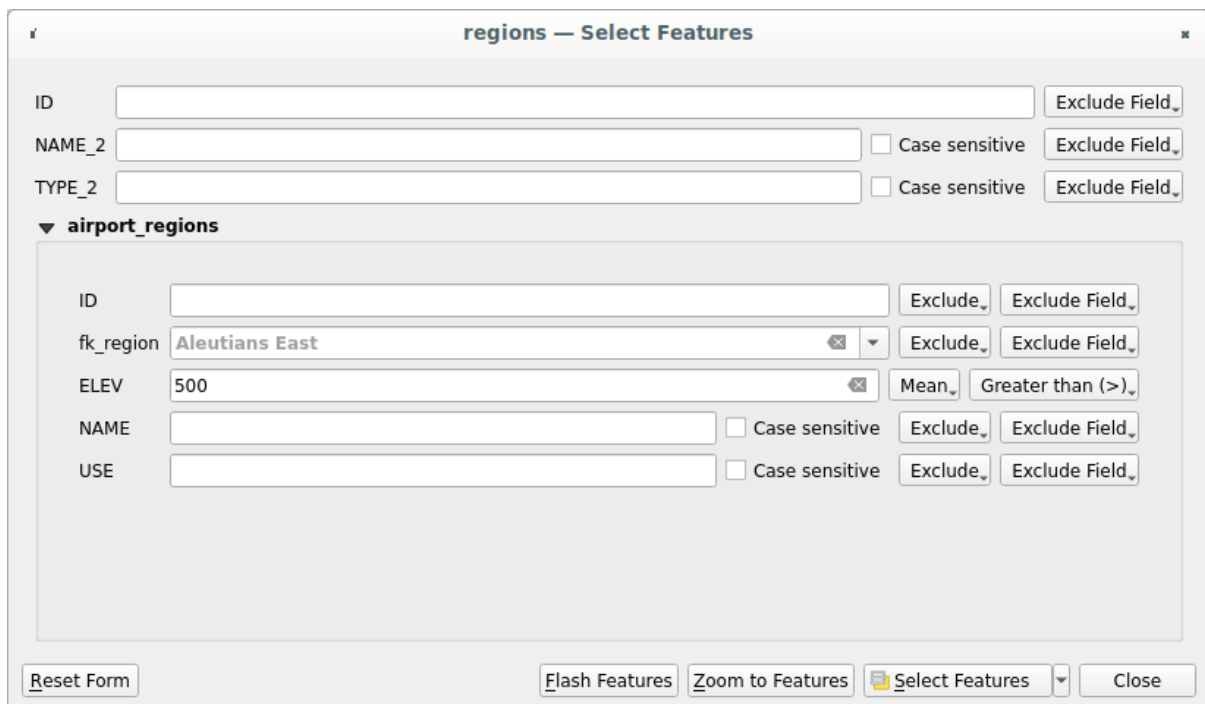 regions — Select Features
ID Exclude Field
NAME_2 Case sensitive Exclude Field
TYPE_2 Case sensitive Exclude Field
airport_regions
ID Exclude Exclude Field
fk_region Aleutians East Exclude Exclude Field
ELEV 500 Mean Greater than (>)
NAME Case sensitive Exclude Exclude Field
USE Case sensitive Exclude Exclude Field
Reset Form Flash Features Zoom to Features Select Features Close